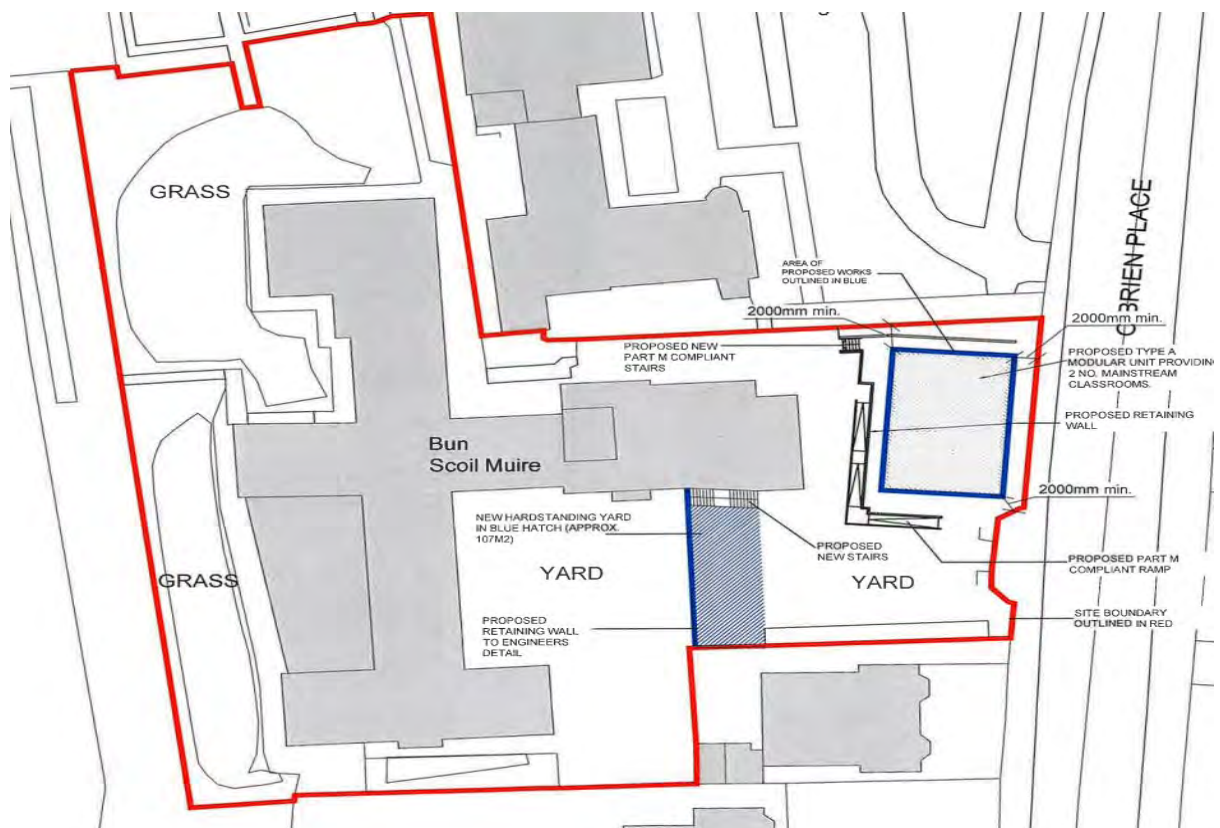 GRASS
AREA OF
PROPOSED WORKS
OUTLINED IN BLUE
O'BRIEN PLACE
2000mm min.
2000mm min.
PROPOSED NEW
PART M COMPLIANT
STAIRS
PROPOSED TYPE A
MODULAR UNIT PROVIDING
2 NO. MAINSTREAM
CLASSROOMS.
PROPOSED RETAINING
WALL
Bun
Scoil Muire
2000mm min.
NEW HARDSTANDING YARD
IN BLUE HATCH (APPROX.
107M2)
PROPOSED
NEW STAIRS
PROPOSED PART M
COMPLIANT RAMP
GRASS
YARD
YARD
SITE BOUNDARY
OUTLINED IN RED
PROPOSED
RETAINING WALL
TO ENGINEERS
DETAIL